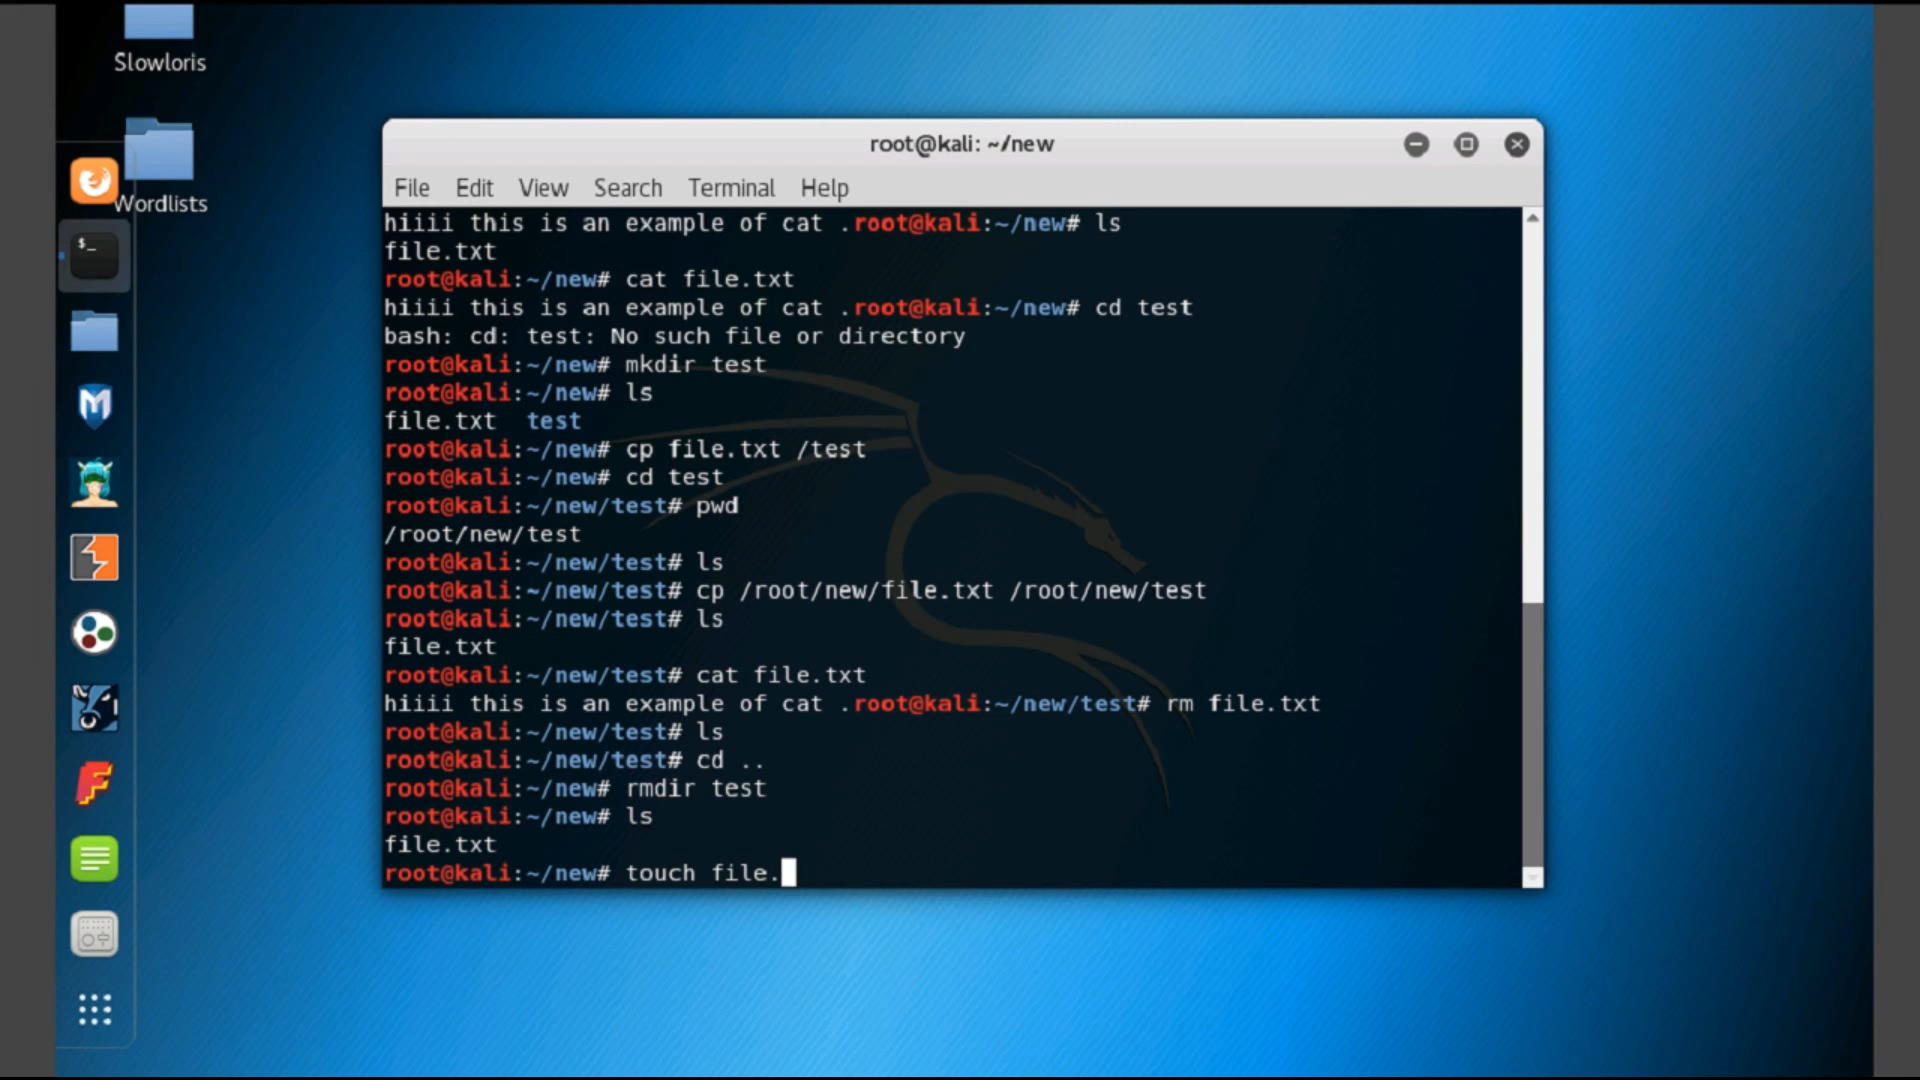 Slowloris
Wordlists
root@kali: ~/new
File Edit View Search Terminal Help
hiiii this is an example of cat .root@kali:~/new# ls
file.txt
root@kali:~/new# cat file.txt
hiiii this is an example of cat .root@kali:~/new# cd test
bash: cd: test: No such file or directory
root@kali:~/new# mkdir test
root@kali:~/new# ls
file.txt  test
root@kali:~/new# cp file.txt /test
root@kali:~/new# cd test
root@kali:~/new/test# pwd
/root/new/test
root@kali:~/new/test# ls
root@kali:~/new/test# cp /root/new/file.txt /root/new/test
root@kali:~/new/test# ls
file.txt
root@kali:~/new/test# cat file.txt
hiiii this is an example of cat .root@kali:~/new/test# rm file.txt
root@kali:~/new/test# ls
root@kali:~/new/test# cd ..
root@kali:~/new# rmdir test
root@kali:~/new# ls
file.txt
root@kali:~/new# touch file.